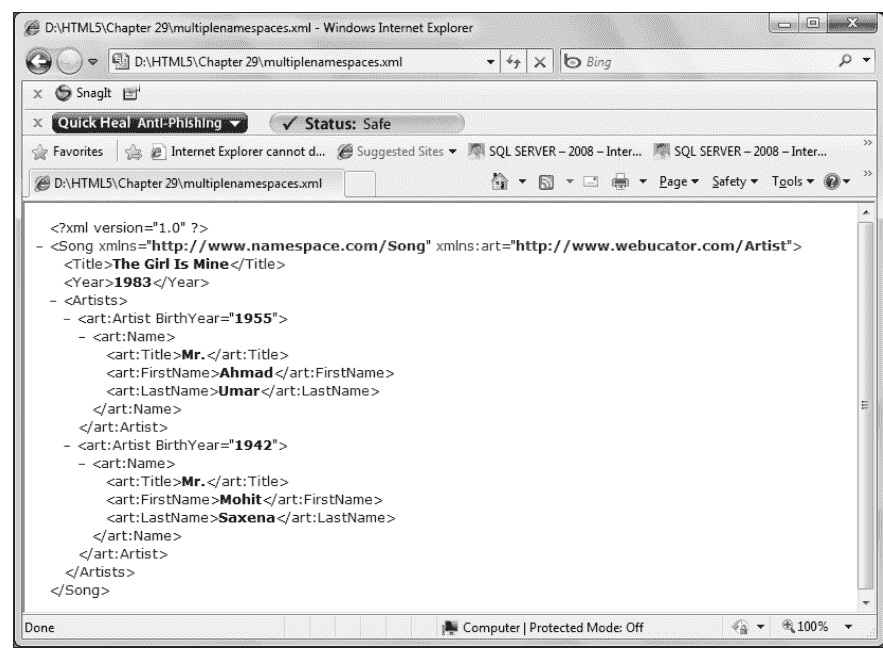 D:\HTML5\Chapter 29\multiplenamespaces.xml - Windows Internet Explorer
D:\HTML5\Chapter 29\multiplenamespaces.xml
Bing
x SnagIt
x Quick Heal Anti-Phishing Status: Safe
Favorites Internet Explorer cannot d... Suggested Sites SQL SERVER – 2008 – Inter... SQL SERVER – 2008 – Inter... »
D:\HTML5\Chapter 29\multiplenamespaces.xml Page Safety Tools »
<?xml version="1.0" ?>
- <Song xmlns="http://www.namespace.com/Song" xmlns:art="http://www.webucator.com/Artist">
<Title>The Girl Is Mine</Title>
<Year>1983</Year>
- <Artists>
- <art:Artist BirthYear="1955">
- <art:Name>
<art:Title>Mr.</art:Title>
<art:FirstName>Ahmad</art:FirstName>
<art:LastName>Umar</art:LastName>
</art:Name>
</art:Artist>
- <art:Artist BirthYear="1942">
- <art:Name>
<art:Title>Mr.</art:Title>
<art:FirstName>Mohit</art:FirstName>
<art:LastName>Saxena</art:LastName>
</art:Name>
</art:Artist>
</Artists>
</Song>
Done Computer | Protected Mode: Off 100%